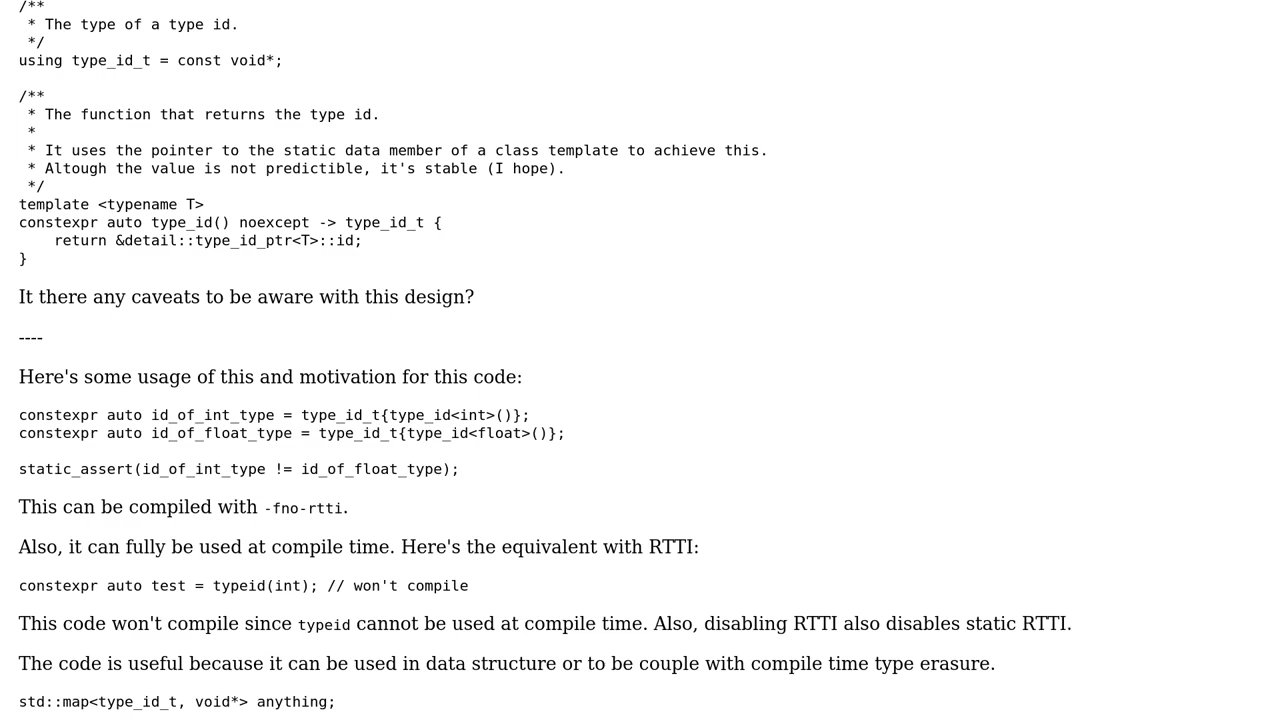 /**
 * The type of a type id.
 */
using type_id_t = const void*;

/**
 * The function that returns the type id.
 *
 * It uses the pointer to the static data member of a class template to achieve this.
 * Altough the value is not predictible, it's stable (I hope).
 */
template <typename T>
constexpr auto type_id() noexcept -> type_id_t {
    return &detail::type_id_ptr<T>::id;
}

It there any caveats to be aware with this design?

----

Here's some usage of this and motivation for this code:

constexpr auto id_of_int_type = type_id_t{type_id<int>()};
constexpr auto id_of_float_type = type_id_t{type_id<float>()};

static_assert(id_of_int_type != id_of_float_type);

This can be compiled with -fno-rtti.

Also, it can fully be used at compile time. Here's the equivalent with RTTI:

constexpr auto test = typeid(int); // won't compile

This code won't compile since typeid cannot be used at compile time. Also, disabling RTTI also disables static RTTI.

The code is useful because it can be used in data structure or to be couple with compile time type erasure.

std::map<type_id_t, void*> anything;